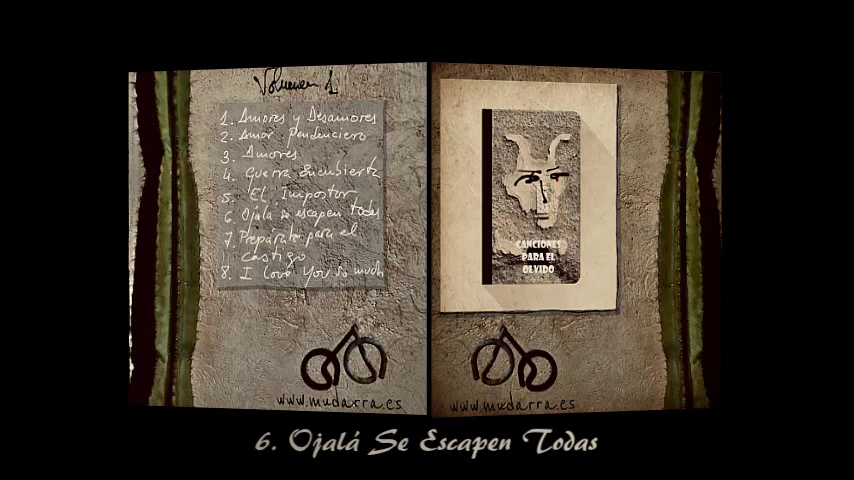 Volumen 1
1. Amores y Desamores
2. Amor pendenciero
3. Amores
4. Guerra Encubierta
5. El Impostor
6. Ojalá se escapen todas
7. Prepárate para el
castigo
8. I love you so much
CANCIONES
PARA EL
OLVIDO
www.mudarra.es
www.mudarra.es
6. Ojalá Se Escapen Todas